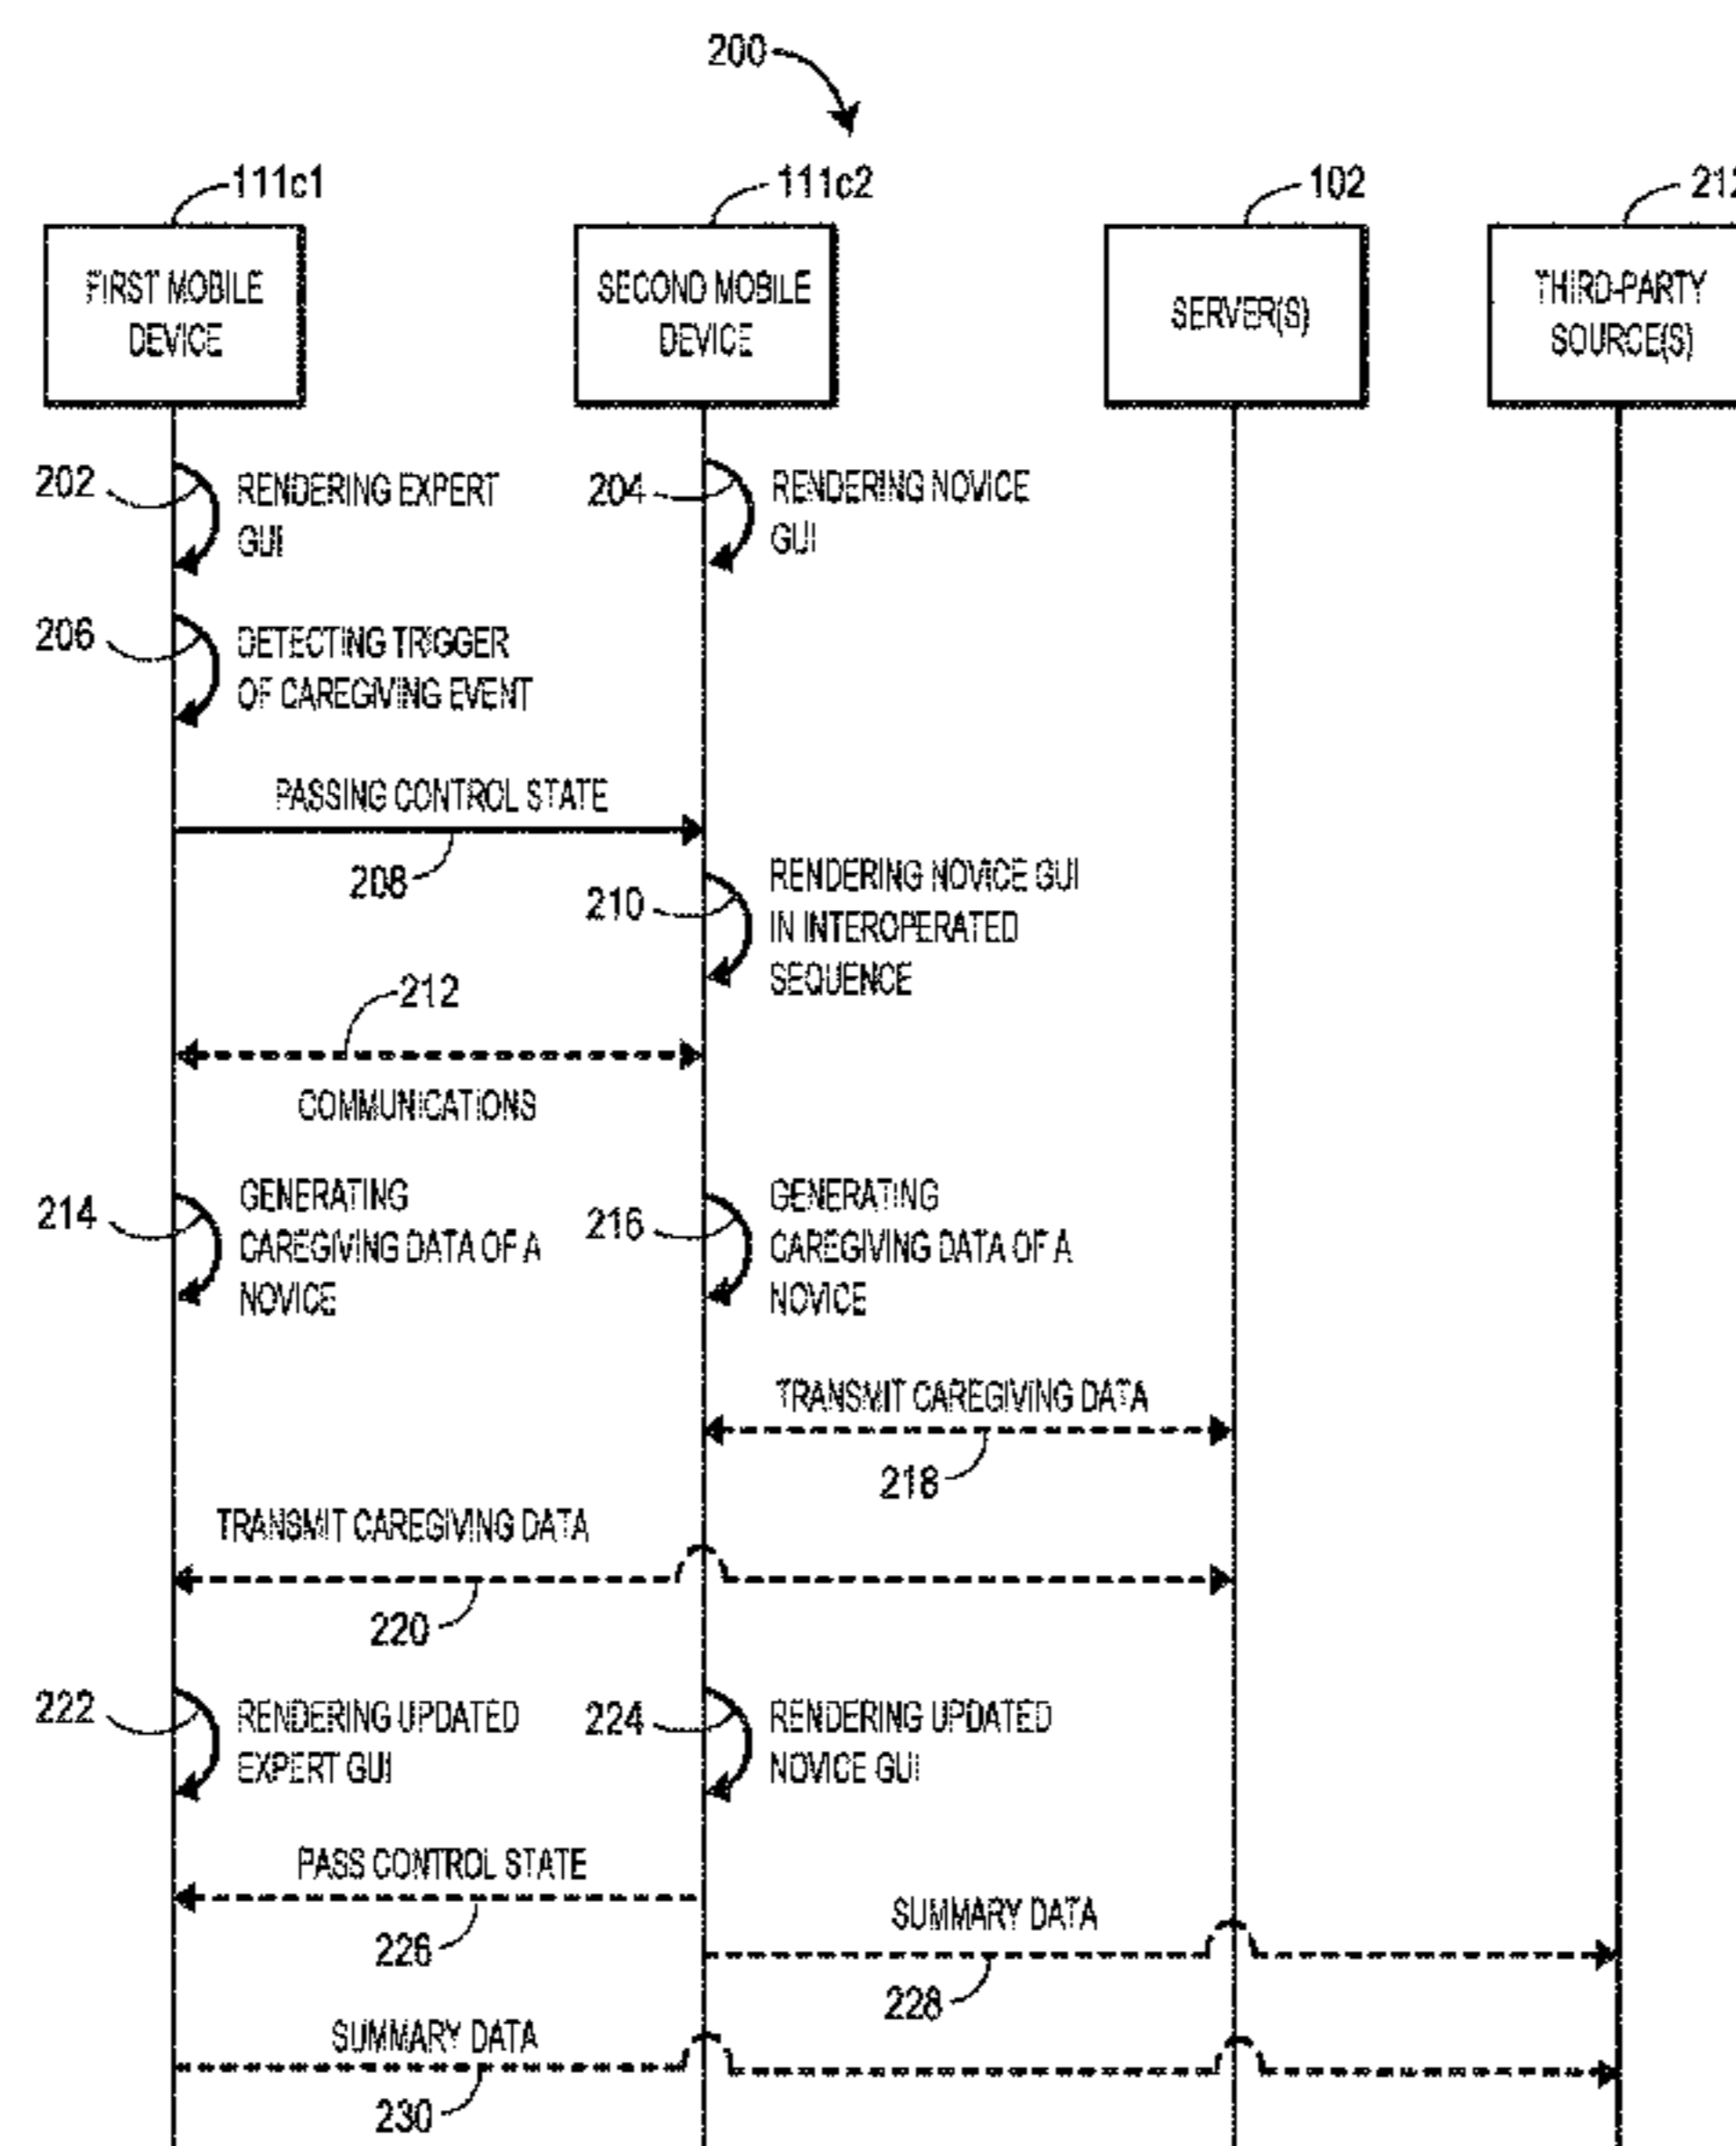 200
111c1
111c2
102
212
FIRST MOBILE
DEVICE
SECOND MOBILE
DEVICE
SERVER(S)
THIRD-PARTY
SOURCE(S)
202
RENDERING EXPERT
GUI
204
RENDERING NOVICE
GUI
206
DETECTING TRIGGER
OF CAREGIVING EVENT
PASSING CONTROL STATE
208
210
RENDERING NOVICE GUI
IN INTEROPERATED
SEQUENCE
212
COMMUNICATIONS
214
GENERATING
CAREGIVING DATA OF A
NOVICE
216
GENERATING
CAREGIVING DATA OF A
NOVICE
TRANSMIT CAREGIVING DATA
218
TRANSMIT CAREGIVING DATA
220
222
RENDERING UPDATED
EXPERT GUI
224
RENDERING UPDATED
NOVICE GUI
PASS CONTROL STATE
226
SUMMARY DATA
228
SUMMARY DATA
230